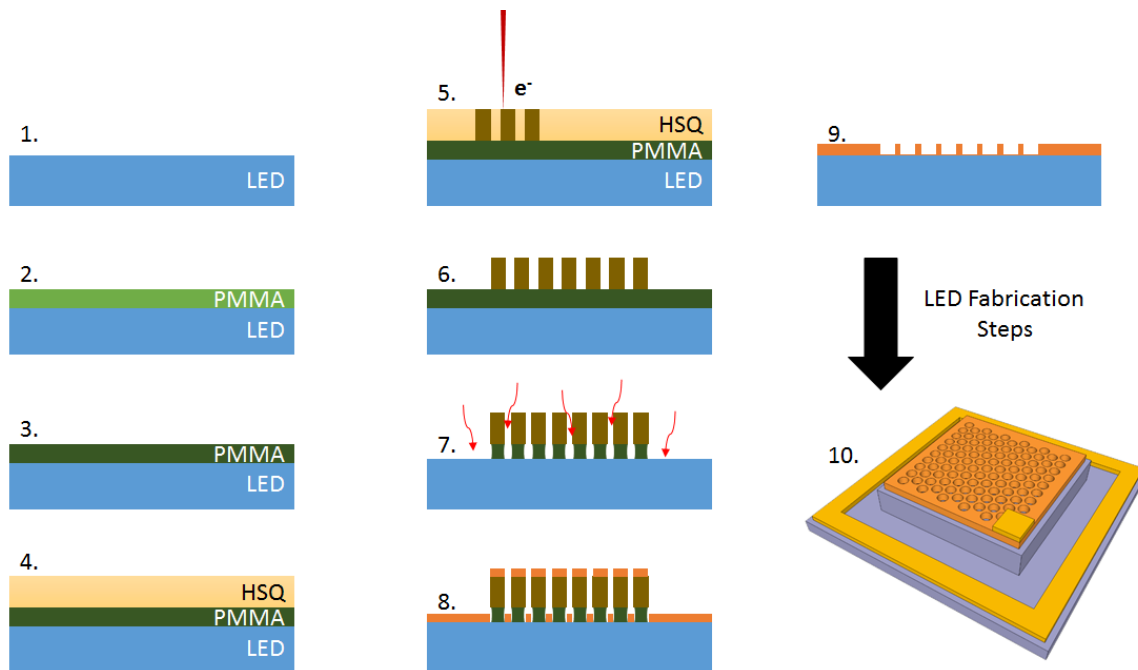 1.
LED
2.
PMMA
LED
3.
PMMA
LED
4.
HSQ
PMMA
LED
5.
e-
HSQ
PMMA
LED
6.
7.
8.
9.
LED Fabrication
Steps
10.